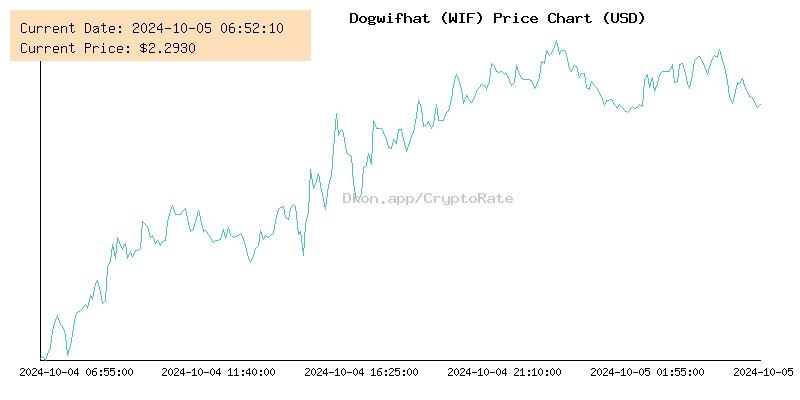 Dogwifhat (WIF) Price Chart (USD)
Current Date: 2024-10-05 06:52:10
Current Price: $2.2930
Dkon.app/CryptoRate
2024-10-04 06:55:00 2024-10-04 11:40:00 2024-10-04 16:25:00 2024-10-04 21:10:00 2024-10-05 01:55:00 2024-10-05